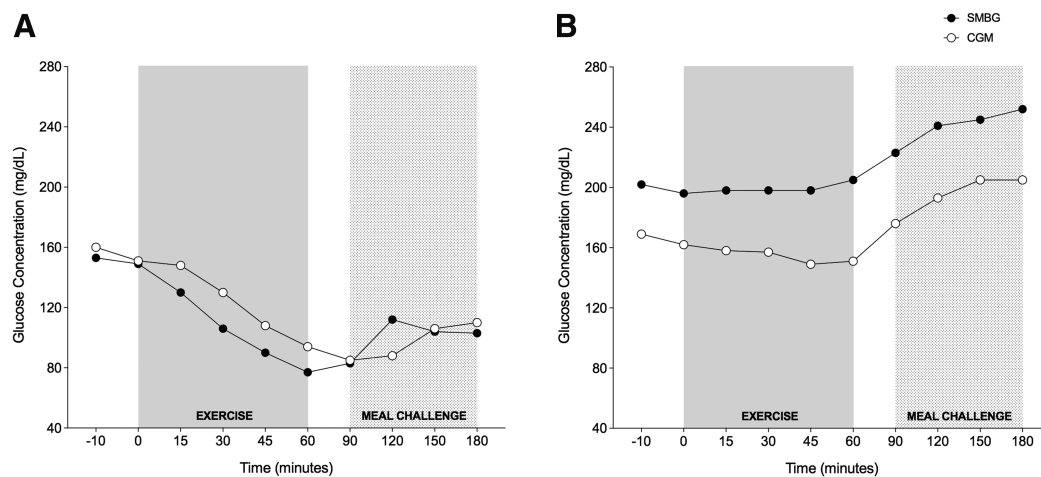 A
B
SMBG
CGM
Glucose Concentration (mg/dL)
280
240
200
160
120
80
40
EXERCISE
MEAL CHALLENGE
-10 0 15 30 45 60 90 120 150 180
Time (minutes)
Glucose Concentration (mg/dL)
280
240
200
160
120
80
40
EXERCISE
MEAL CHALLENGE
-10 0 15 30 45 60 90 120 150 180
Time (minutes)